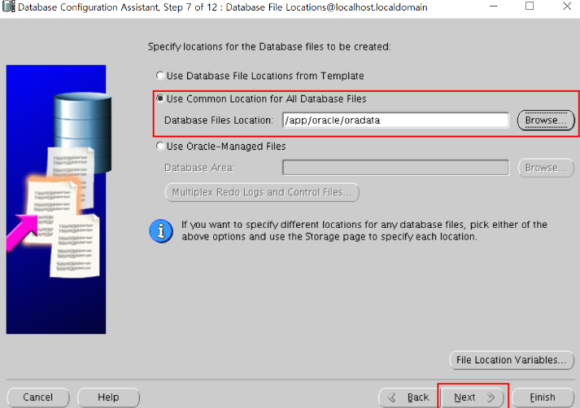 Database Configuration Assistant, Step 7 of 12 : Database File Locations@localhost.localdomain
Specify locations for the Database files to be created:
Use Database File Locations from Template
Use Common Location for All Database Files
Database Files Location: /app/oracle/oradata Browse...
Use Oracle-Managed Files
Database Area: Browse...
Multiplex Redo Logs and Control Files...
If you want to specify different locations for any database files, pick either of the
above options and use the Storage page to specify each location.
File Location Variables...
Cancel Help Back Next Finish